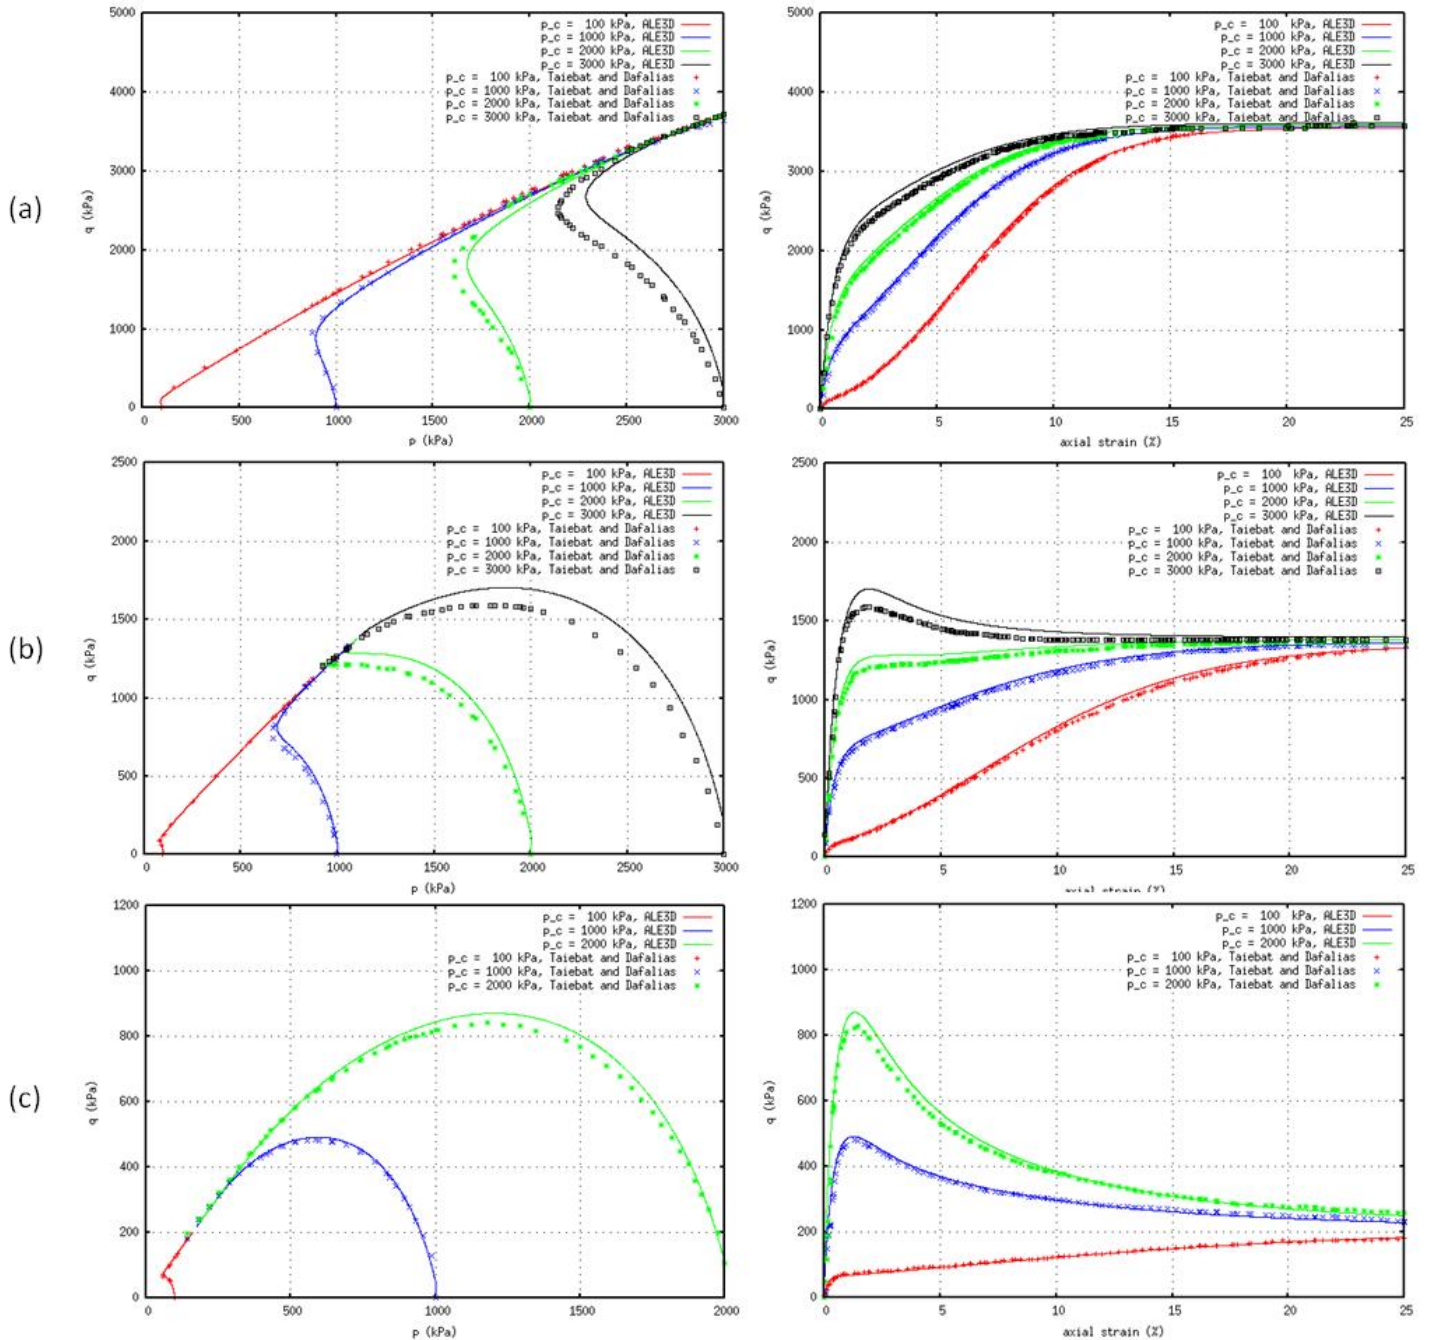 (a)
5000
4000
3000
2000
1000
0
q (kPa)
p_c = 100 kPa, ALE3D
p_c = 1000 kPa, ALE3D
p_c = 2000 kPa, ALE3D
p_c = 3000 kPa, ALE3D
p_c = 100 kPa, Taiebat and Dafalias
p_c = 1000 kPa, Taiebat and Dafalias
p_c = 2000 kPa, Taiebat and Dafalias
p_c = 3000 kPa, Taiebat and Dafalias
0 500 1000 1500 2000 2500 3000
p (kPa)
5000
4000
3000
2000
1000
0
q (kPa)
p_c = 100 kPa, ALE3D
p_c = 1000 kPa, ALE3D
p_c = 2000 kPa, ALE3D
p_c = 3000 kPa, ALE3D
p_c = 100 kPa, Taiebat and Dafalias
p_c = 1000 kPa, Taiebat and Dafalias
p_c = 2000 kPa, Taiebat and Dafalias
p_c = 3000 kPa, Taiebat and Dafalias
0 5 10 15 20 25
axial strain (%)
(b)
2500
2000
1500
1000
500
0
q (kPa)
p_c = 100 kPa, ALE3D
p_c = 1000 kPa, ALE3D
p_c = 2000 kPa, ALE3D
p_c = 3000 kPa, ALE3D
p_c = 100 kPa, Taiebat and Dafalias
p_c = 1000 kPa, Taiebat and Dafalias
p_c = 2000 kPa, Taiebat and Dafalias
p_c = 3000 kPa, Taiebat and Dafalias
0 500 1000 1500 2000 2500 3000
p (kPa)
2500
2000
1500
1000
500
0
q (kPa)
p_c = 100 kPa, ALE3D
p_c = 1000 kPa, ALE3D
p_c = 2000 kPa, ALE3D
p_c = 3000 kPa, ALE3D
p_c = 100 kPa, Taiebat and Dafalias
p_c = 1000 kPa, Taiebat and Dafalias
p_c = 2000 kPa, Taiebat and Dafalias
p_c = 3000 kPa, Taiebat and Dafalias
0 5 10 15 20 25
axial strain (%)
(c)
1200
1000
800
600
400
200
0
q (kPa)
p_c = 100 kPa, ALE3D
p_c = 1000 kPa, ALE3D
p_c = 2000 kPa, ALE3D
p_c = 100 kPa, Taiebat and Dafalias
p_c = 1000 kPa, Taiebat and Dafalias
p_c = 2000 kPa, Taiebat and Dafalias
0 500 1000 1500 2000
p (kPa)
1200
1000
800
600
400
200
0
q (kPa)
p_c = 100 kPa, ALE3D
p_c = 1000 kPa, ALE3D
p_c = 2000 kPa, ALE3D
p_c = 100 kPa, Taiebat and Dafalias
p_c = 1000 kPa, Taiebat and Dafalias
p_c = 2000 kPa, Taiebat and Dafalias
0 5 10 15 20 25
axial strain (%)